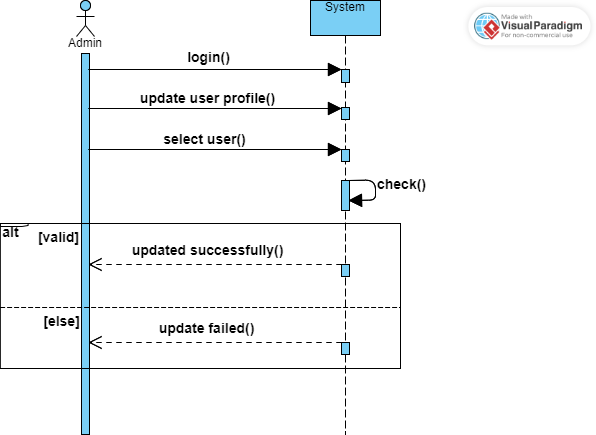 System
Made with
Visual Paradigm
For non-commercial use
Admin
login()
update user profile()
select user()
check()
alt
[valid]
updated successfully()
[else]
update failed()